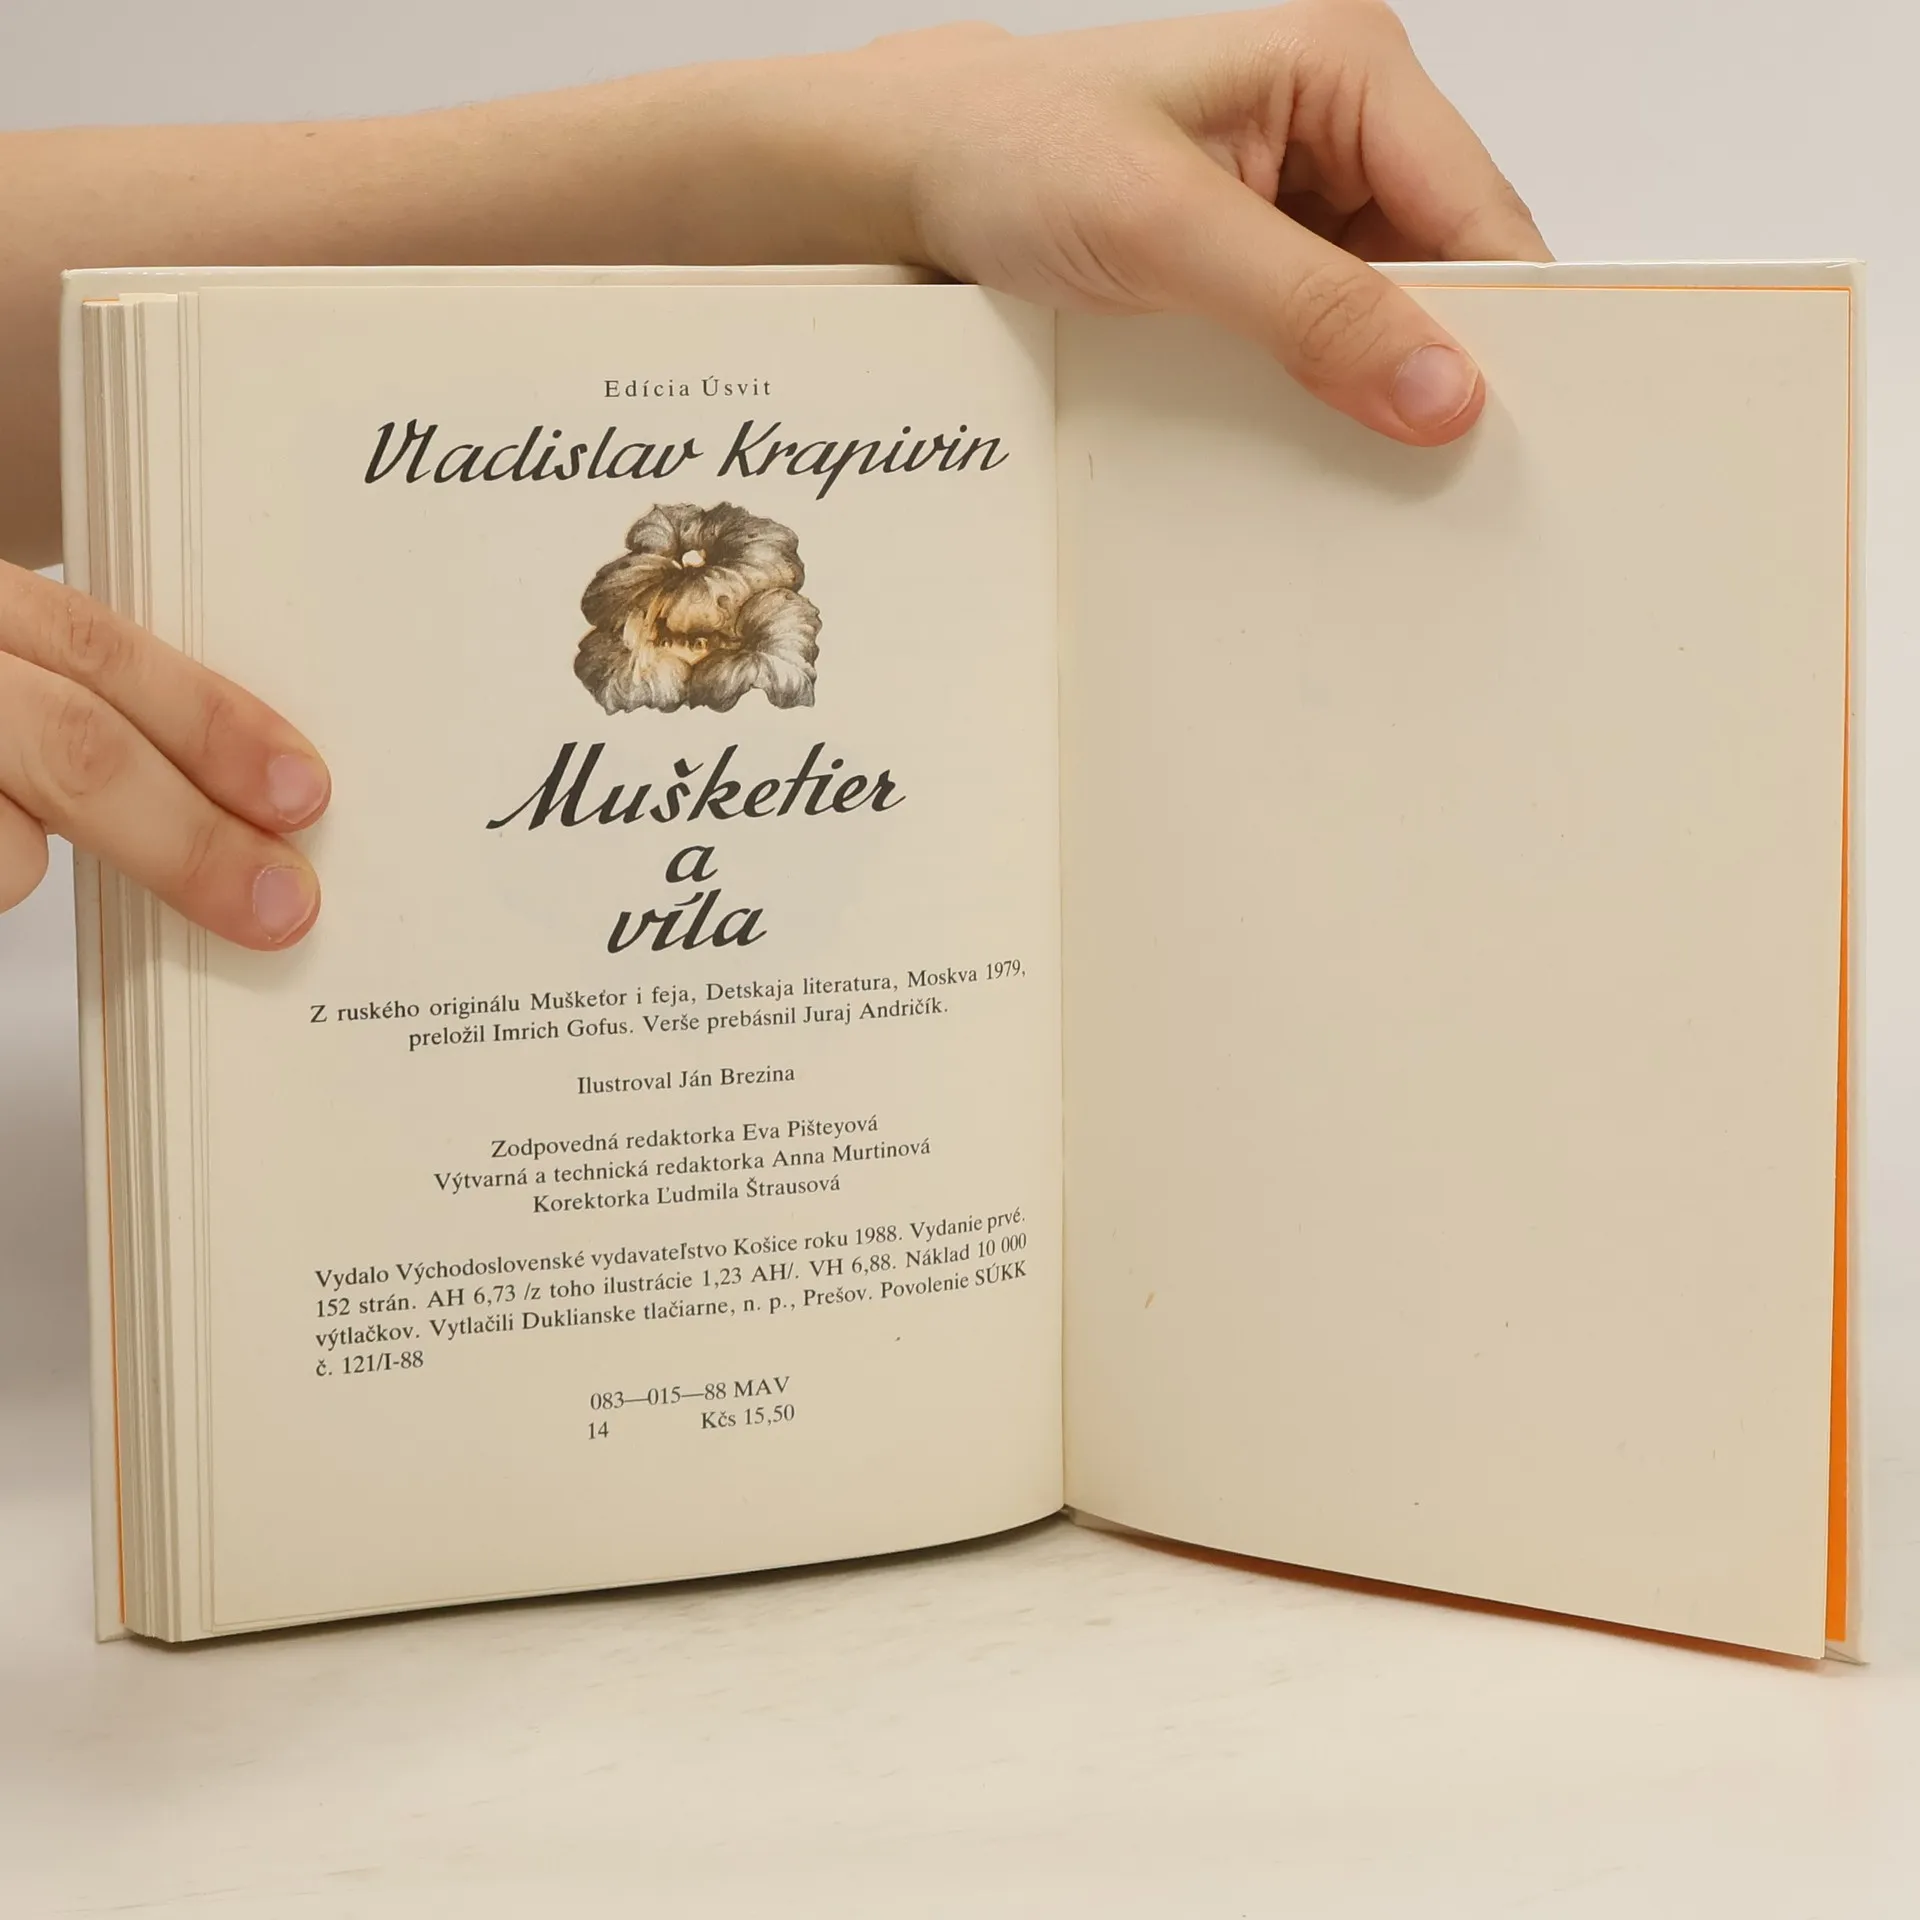 Edícia Úsvit
Vladislav Krapivin
Mušketier
a
víla
Z ruského originálu Mušketor i feja, Detskaja literatura, Moskva 1979,
preložil Imrich Gofus. Verše prebásnil Juraj Andričík.
Ilustroval Ján Brezina
Zodpovedná redaktorka Eva Pišteyová
Výtvarná a technická redaktorka Anna Murtinová
Korektorka Ľudmila Štrausová
Vydalo Východoslovenské vydavateľstvo Košice roku 1988. Vydanie prvé.
152 strán. AH 6,73 /z toho ilustrácie 1,23 AH/. VH 6,88. Náklad 10 000
výtlačkov. Vytlačili Duklianske tlačiarne, n. p., Prešov. Povolenie SÚKK
č. 121/I-88
083—015—88 MAV
14 Kčs 15,50